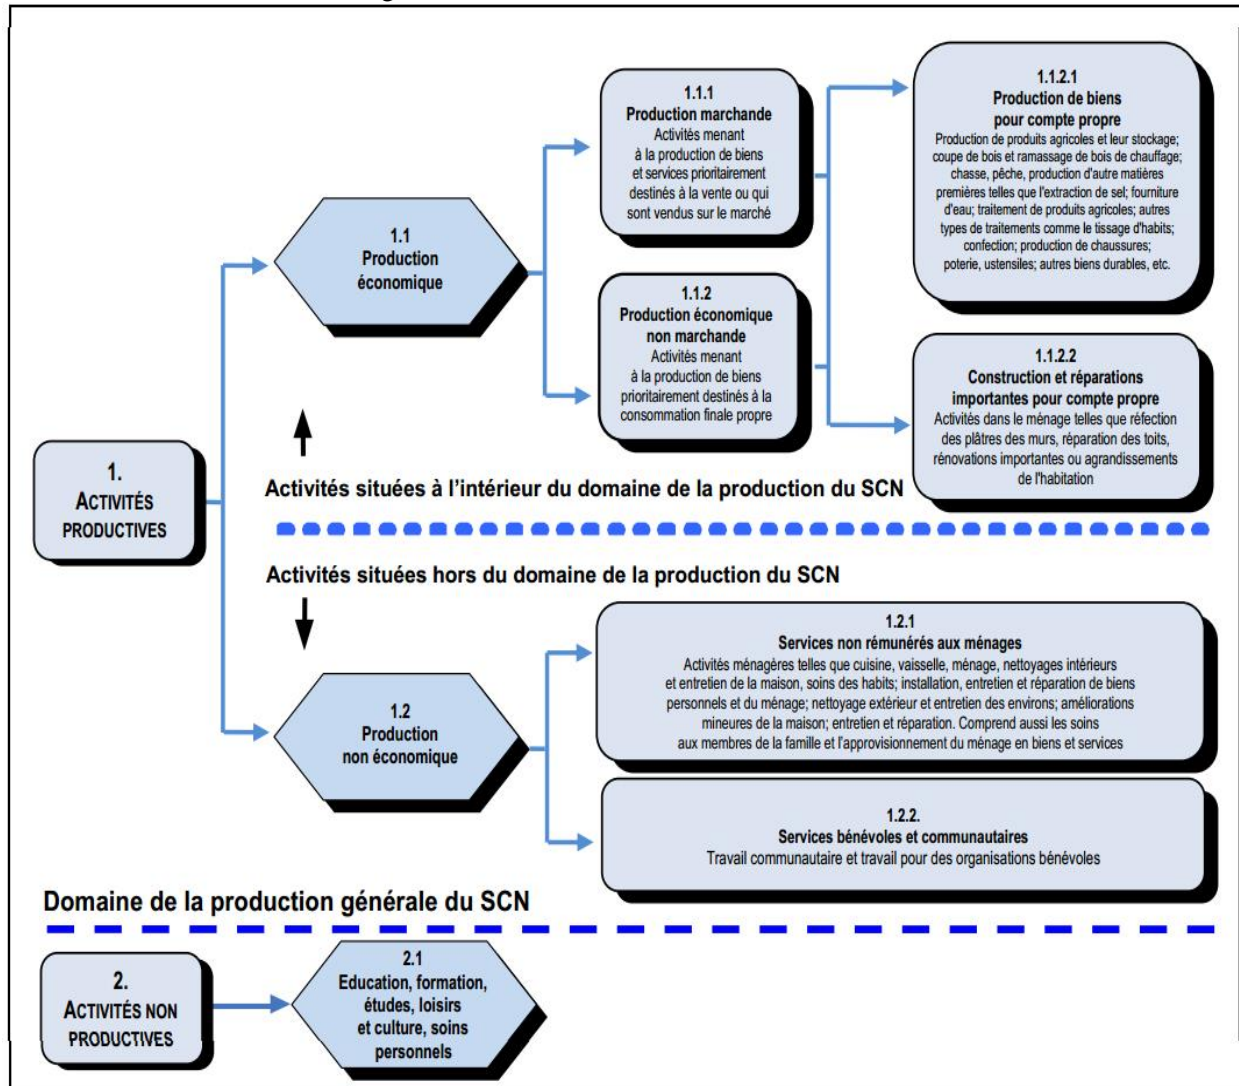 1.1.1
Production marchande
Activités menant
à la production de biens
et services prioritairement
destinés à la vente ou qui
sont vendus sur le marché
1.1.2.1
Production de biens
pour compte propre
Production de produits agricoles et leur stockage;
coupe de bois et ramassage de bois de chauffage;
chasse, pêche, production d'autre matières
premières telles que l'extraction de sel; fourniture
d'eau; traitement de produits agricoles; autres
types de traitements comme le tissage d'habits;
confection; production de chaussures;
poterie, ustensiles; autres biens durables, etc.
1.1
Production
économique
1.1.2
Production économique
non marchande
Activités menant
à la production de biens
prioritairement destinés à la
consommation finale propre
1.1.2.2
Construction et réparations
importantes pour compte propre
Activités dans le ménage telles que réfection
des plâtres des murs, réparation des toits,
rénovations importantes ou agrandissements
de l'habitation
1.
ACTIVITÉS
PRODUCTIVES
Activités situées à l'intérieur du domaine de la production du SCN
Activités situées hors du domaine de la production du SCN
1.2.1
Services non rémunérés aux ménages
Activités ménagères telles que cuisine, vaisselle, ménage, nettoyages intérieurs
et entretien de la maison, soins des habits; installation, entretien et réparation de biens
personnels et du ménage; nettoyage extérieur et entretien des environs; améliorations
mineures de la maison; entretien et réparation. Comprend aussi les soins
aux membres de la famille et l'approvisionnement du ménage en biens et services
1.2
Production
non économique
1.2.2.
Services bénévoles et communautaires
Travail communautaire et travail pour des organisations bénévoles
Domaine de la production générale du SCN
2.
ACTIVITÉS NON
PRODUCTIVES
2.1
Education, formation,
études, loisirs
et culture, soins
personnels